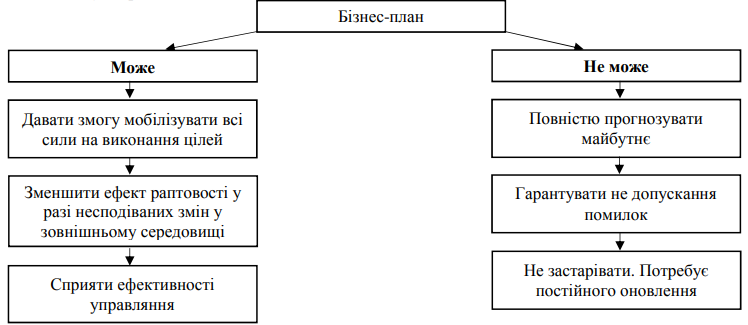 Бізнес-план
Може
Давати змогу мобілізувати всі
сили на виконання цілей
Зменшити ефект раптовості у
разі несподіваних змін у
зовнішньому середовищі
Сприяти ефективності
управляння
Не може
Повністю прогнозувати
майбутнє
Гарантувати не допускання
помилок
Не застарівати. Потребує
постійного оновлення